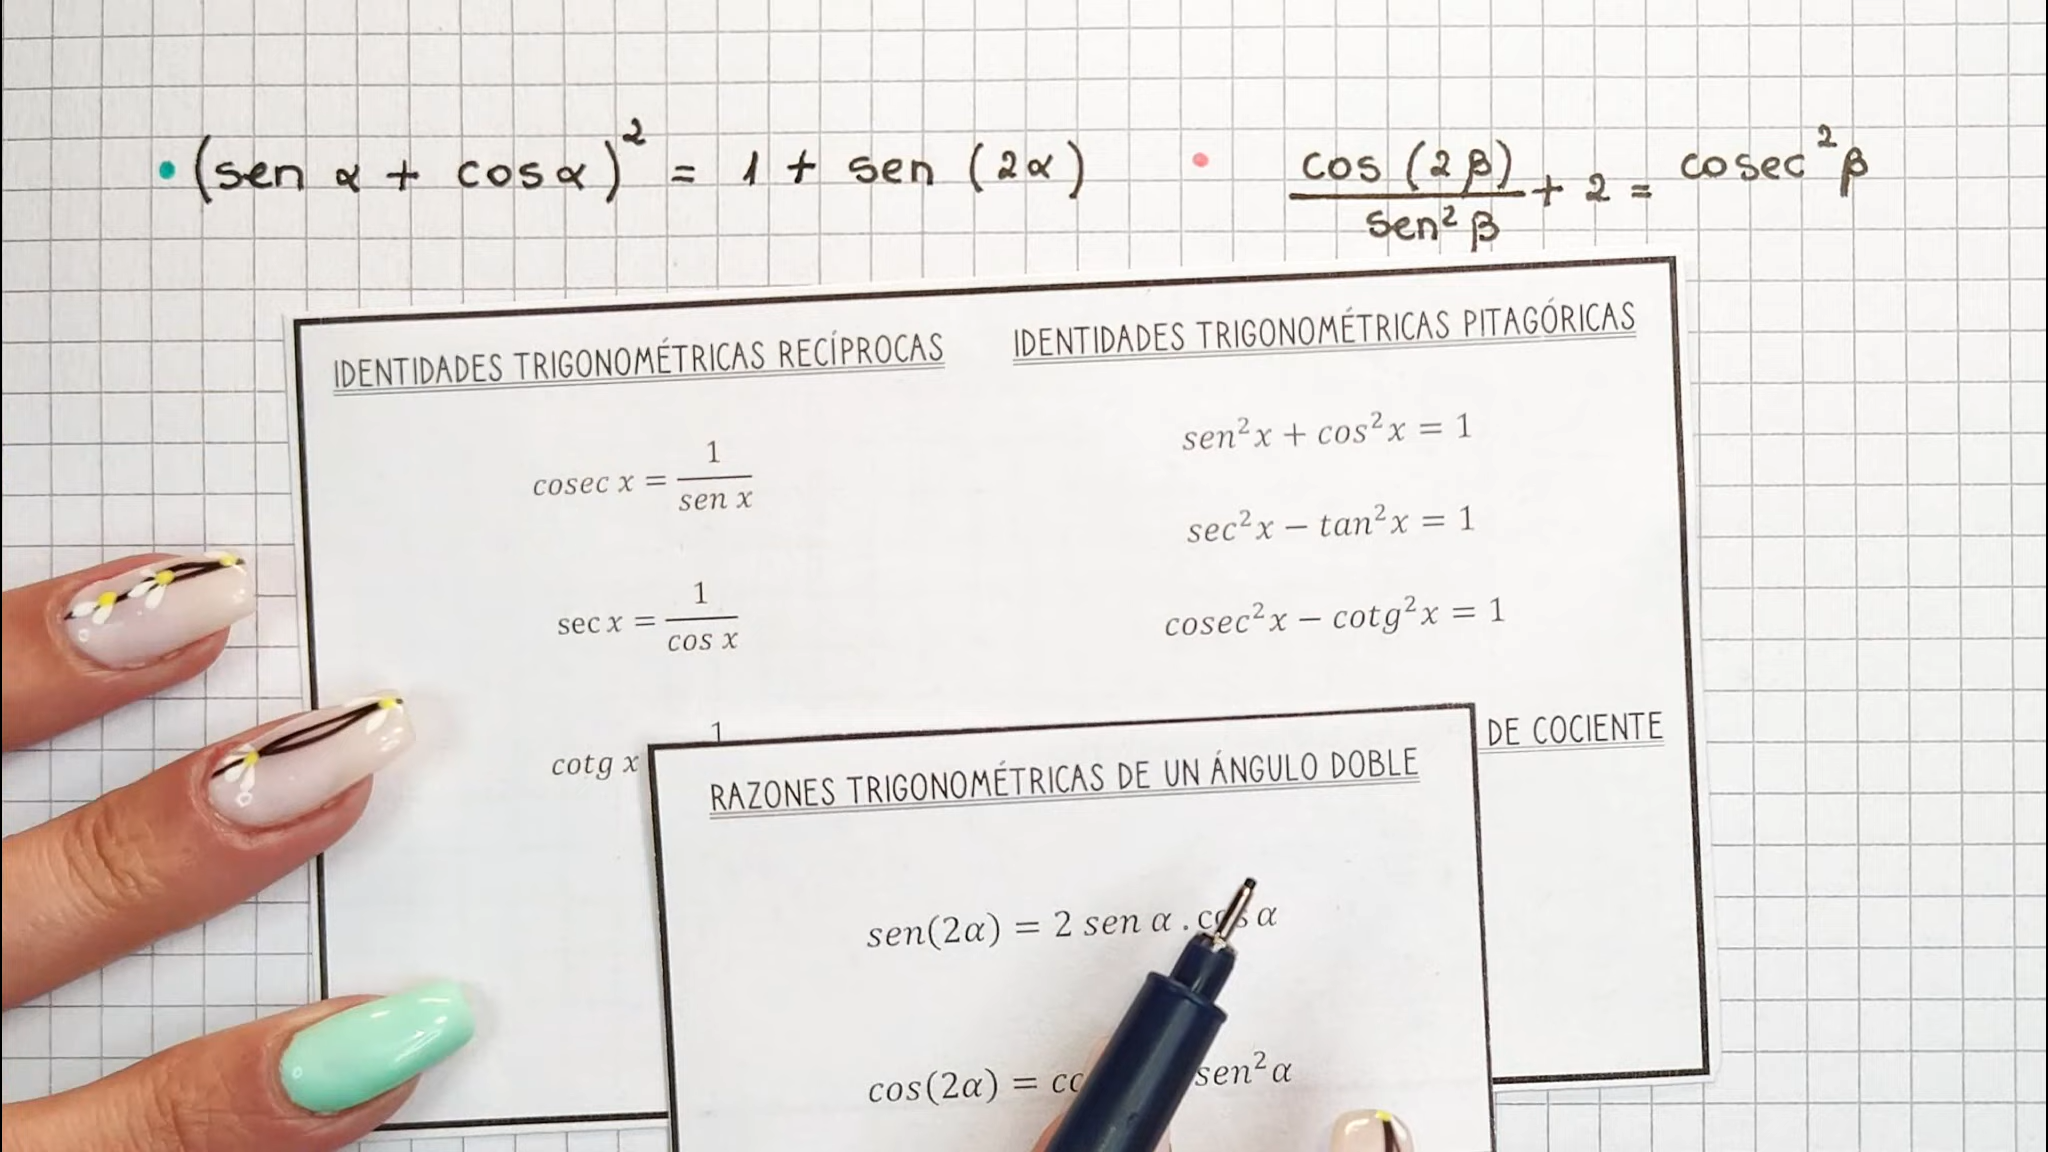 (sen α + cos α)² = 1 + sen (2α)
cos (2β)/sen² β + 2 = cosec² β
IDENTIDADES TRIGONOMÉTRICAS RECÍPROCAS
cosec x = 1/sen x
sec x = 1/cos x
cotg x
1
IDENTIDADES TRIGONOMÉTRICAS PITAGÓRICAS
sen²x + cos²x = 1
sec²x − tan²x = 1
cosec²x − cotg²x = 1
DE COCIENTE
RAZONES TRIGONOMÉTRICAS DE UN ÁNGULO DOBLE
sen(2α) = 2 sen α . cos α
cos(2α) = sen²α